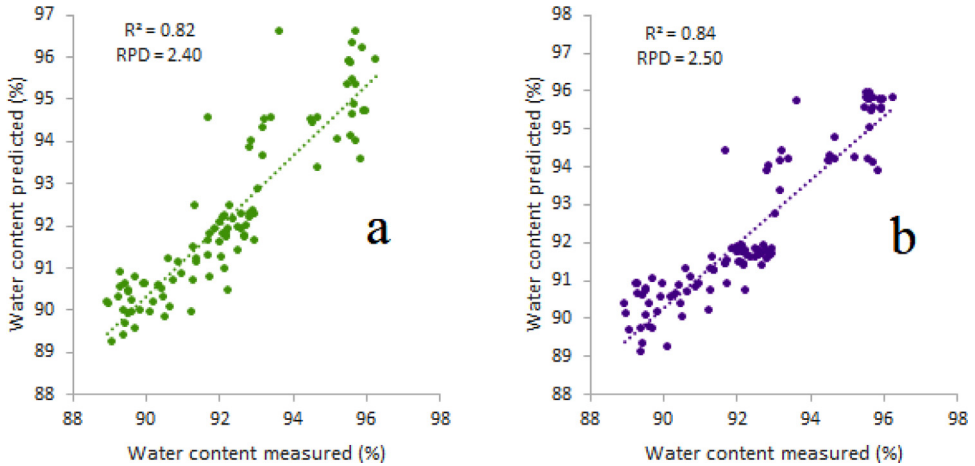 R² = 0.82
RPD = 2.40
97
96
95
94
93
92
91
90
89
88
88 90 92 94 96 98
Water content predicted (%)
Water content measured (%)
a
R² = 0.84
RPD = 2.50
98
97
96
95
94
93
92
91
90
89
88
88 90 92 94 96 98
Water content predicted (%)
Water content measured (%)
b